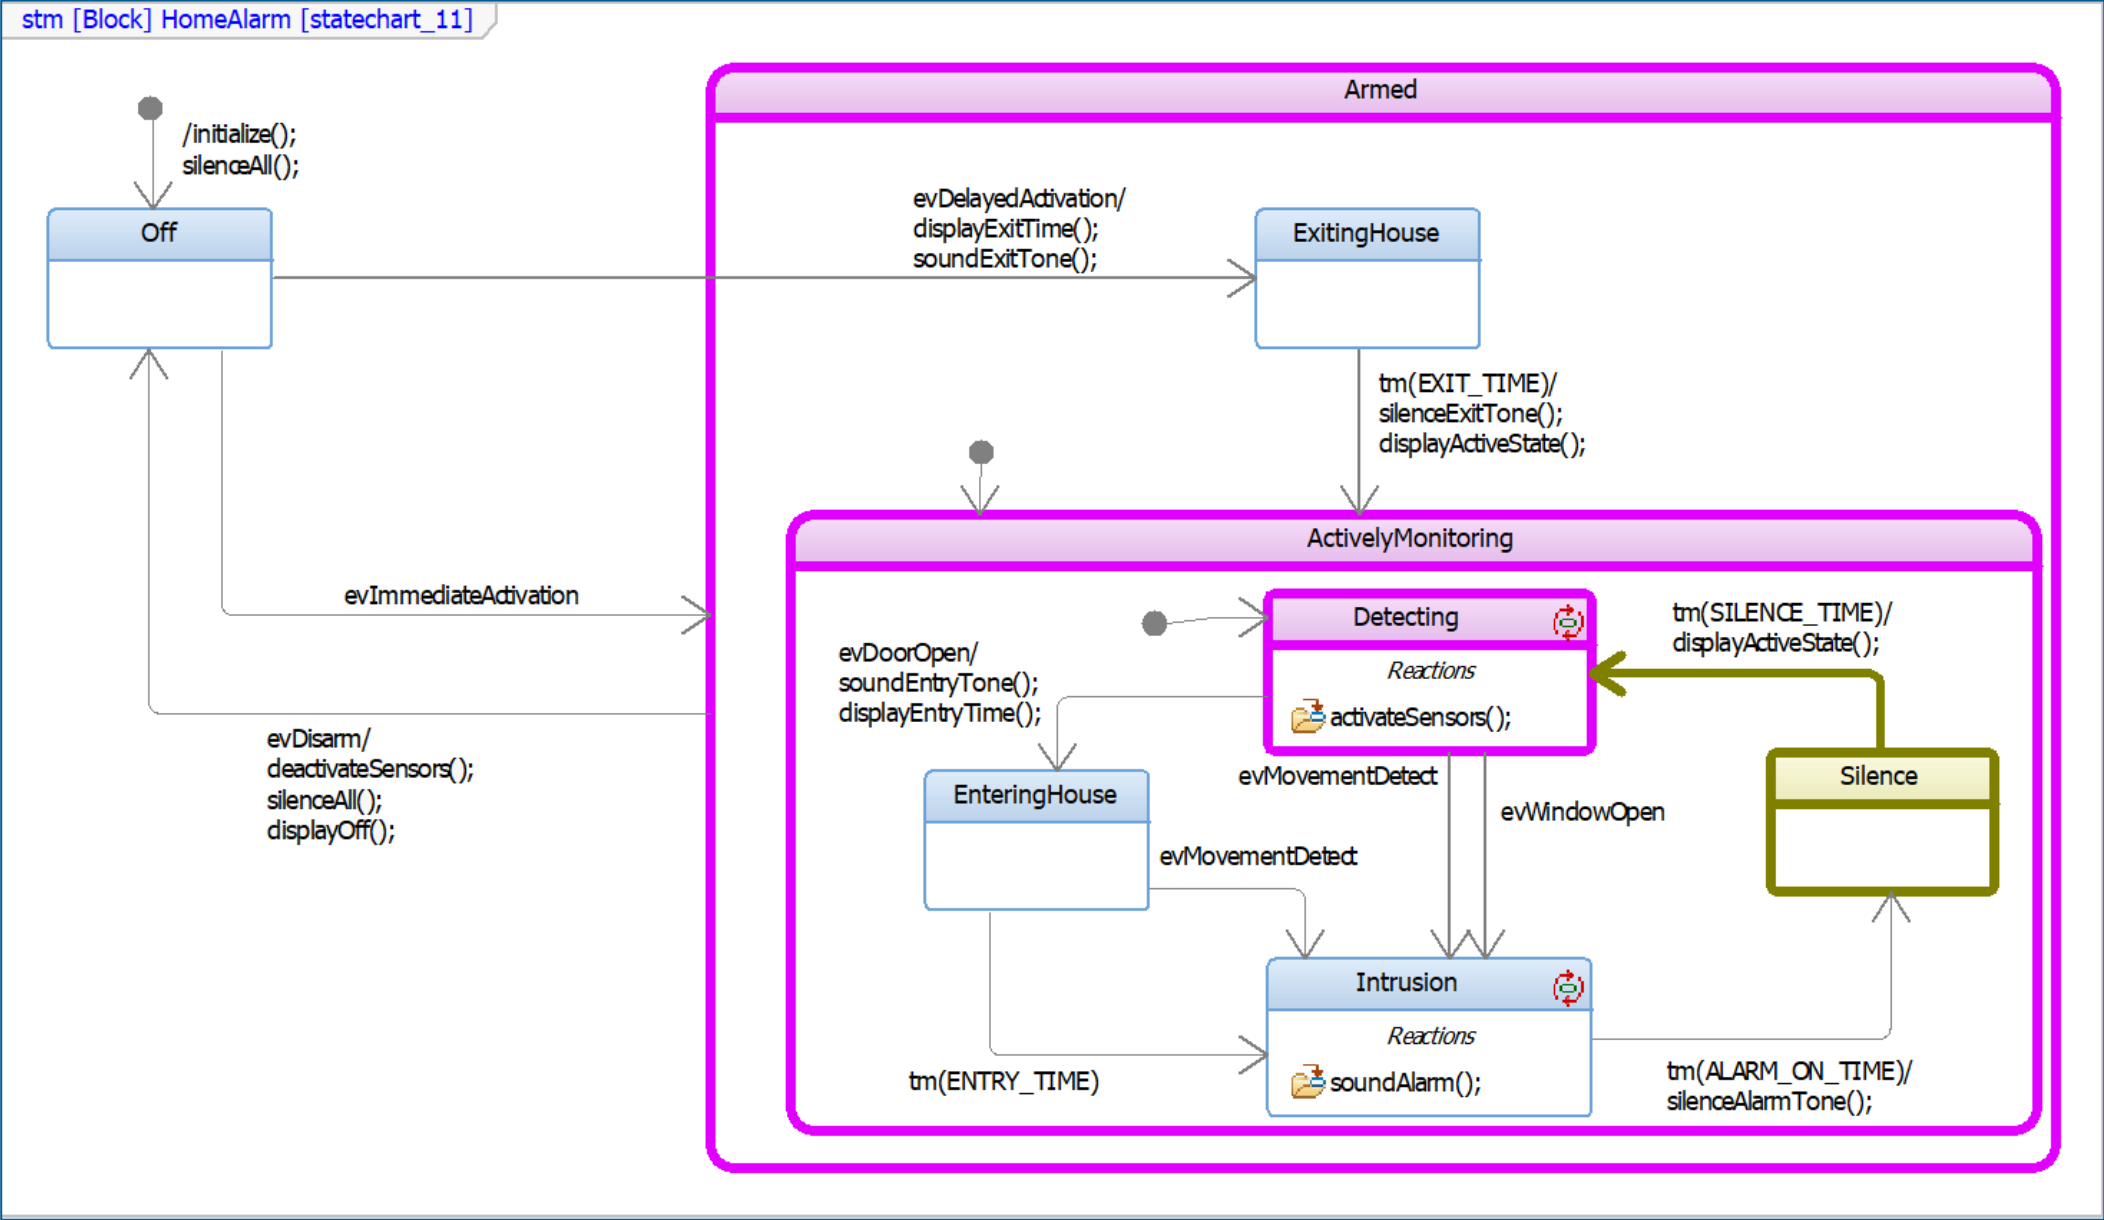 stm [Block] HomeAlarm [statechart_11]
Armed
/initialize();
silenceAll();
Off
evDelayedActivation/
displayExitTime();
soundExitTone();
ExitingHouse
tm(EXIT_TIME)/
silenceExitTone();
displayActiveState();
ActivelyMonitoring
evImmediateActivation
Detecting
Reactions
activateSensors();
tm(SILENCE_TIME)/
displayActiveState();
evDoorOpen/
soundEntryTone();
displayEntryTime();
evDisarm/
deactivateSensors();
silenceAll();
displayOff();
EnteringHouse
evMovementDetect
evWindowOpen
Silence
evMovementDetect
Intrusion
Reactions
soundAlarm();
tm(ENTRY_TIME)
tm(ALARM_ON_TIME)/
silenceAlarmTone();